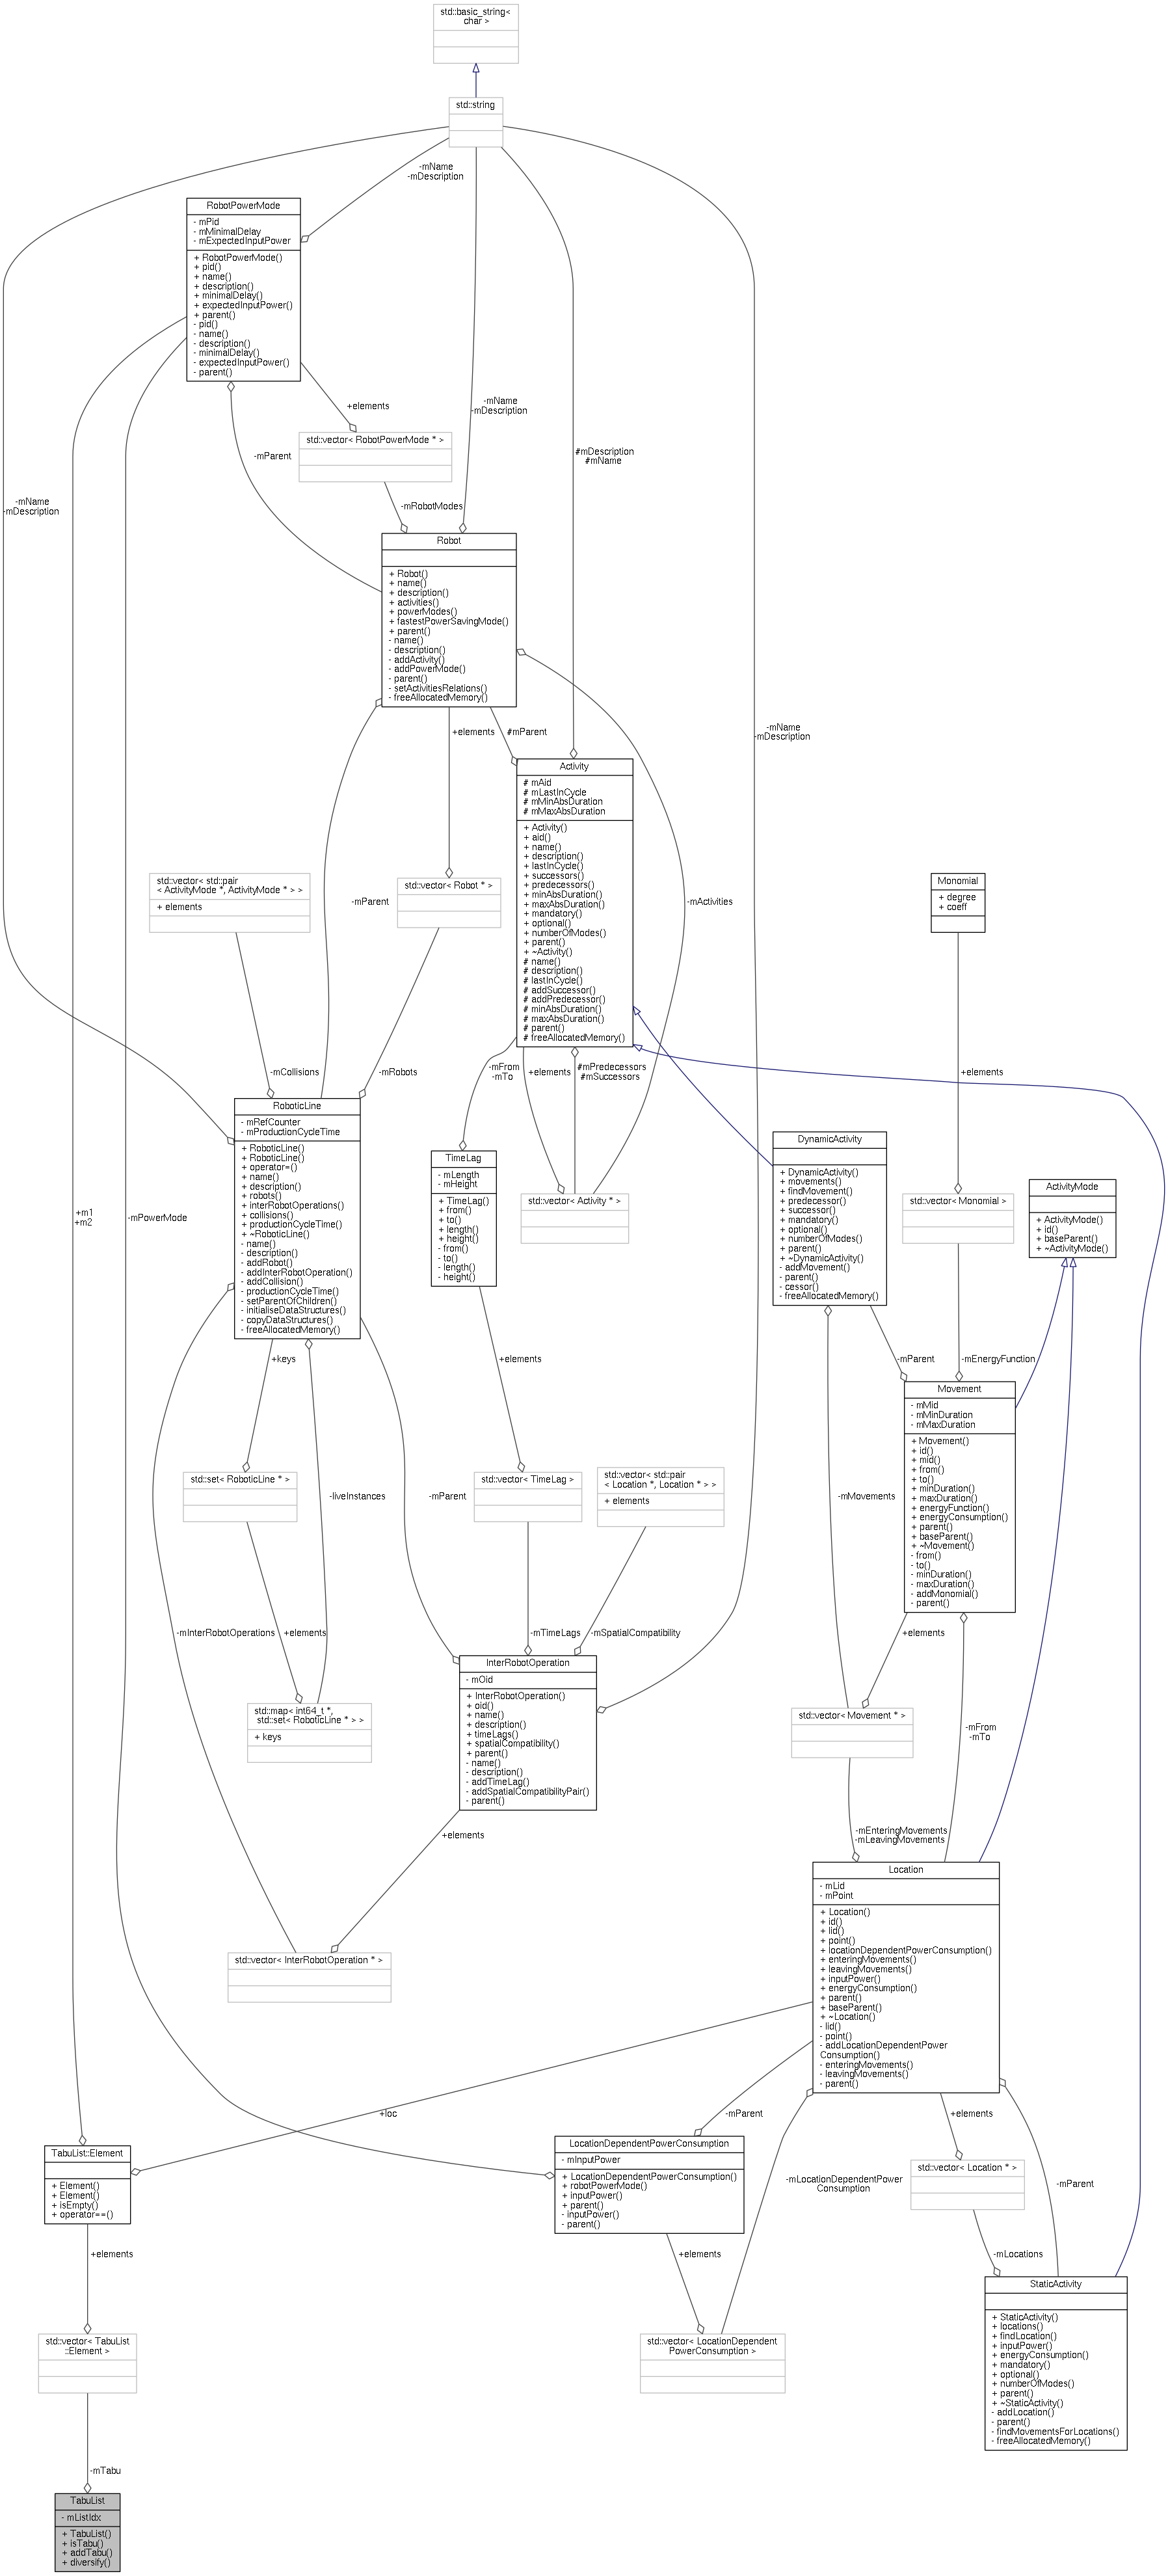 std::basic_string<
char >
std::string
-mName
-mDescription
RobotPowerMode
- mPid
- mMinimalDelay
- mExpectedInputPower
+ RobotPowerMode()
+ pid()
+ name()
+ description()
+ minimalDelay()
+ expectedInputPower()
+ parent()
- pid()
- name()
- description()
- minimalDelay()
- expectedInputPower()
- parent()
+elements
-mName
-mDescription
#mDescription
#mName
std::vector< RobotPowerMode * >
-mParent
-mName
-mDescription
-mRobotModes
Robot
+ Robot()
+ name()
+ description()
+ activities()
+ powerModes()
+ fastestPowerSavingMode()
+ parent()
- name()
- description()
- addActivity()
- addPowerMode()
- parent()
- setActivitiesRelations()
- freeAllocatedMemory()
-mName
-mDescription
+elements
#mParent
Activity
# mAid
# mLastInCycle
# mMinAbsDuration
# mMaxAbsDuration
+ Activity()
+ aid()
+ name()
+ description()
+ lastInCycle()
+ successors()
+ predecessors()
+ minAbsDuration()
+ maxAbsDuration()
+ mandatory()
+ optional()
+ numberOfModes()
+ parent()
+ ~Activity()
# name()
# description()
# lastInCycle()
# addSuccessor()
# addPredecessor()
# minAbsDuration()
# maxAbsDuration()
# parent()
# freeAllocatedMemory()
std::vector< std::pair
< ActivityMode *, ActivityMode * > >
+ elements
-mParent
std::vector< Robot * >
-mActivities
Monomial
+ degree
+ coeff
-mCollisions
-mRobots
-mFrom
-mTo
+elements
#mPredecessors
#mSuccessors
+elements
RoboticLine
- mRefCounter
- mProductionCycleTime
+ RoboticLine()
+ RoboticLine()
+ operator=()
+ name()
+ description()
+ robots()
+ interRobotOperations()
+ collisions()
+ productionCycleTime()
+ ~RoboticLine()
- name()
- description()
- addRobot()
- addInterRobotOperation()
- addCollision()
- productionCycleTime()
- setParentOfChildren()
- initialiseDataStructures()
- copyDataStructures()
- freeAllocatedMemory()
TimeLag
- mLength
- mHeight
+ TimeLag()
+ from()
+ to()
+ length()
+ height()
- from()
- to()
- length()
- height()
std::vector< Activity * >
DynamicActivity
+ DynamicActivity()
+ movements()
+ findMovement()
+ predecessor()
+ successor()
+ mandatory()
+ optional()
+ numberOfModes()
+ parent()
+ ~DynamicActivity()
- addMovement()
- parent()
- cessor()
- freeAllocatedMemory()
std::vector< Monomial >
ActivityMode
+ ActivityMode()
+ id()
+ baseParent()
+ ~ActivityMode()
+m1
+m2
-mPowerMode
+keys
+elements
-mParent
-mEnergyFunction
Movement
- mMid
- mMinDuration
- mMaxDuration
+ Movement()
+ id()
+ mid()
+ from()
+ to()
+ minDuration()
+ maxDuration()
+ energyFunction()
+ energyConsumption()
+ parent()
+ baseParent()
+ ~Movement()
- from()
- to()
- minDuration()
- maxDuration()
- addMonomial()
- parent()
std::set< RoboticLine * >
-liveInstances
-mParent
std::vector< TimeLag >
std::vector< std::pair
< Location *, Location * > >
+ elements
-mMovements
-mInterRobotOperations
+elements
-mTimeLags
-mSpatialCompatibility
+elements
InterRobotOperation
- mOid
+ InterRobotOperation()
+ oid()
+ name()
+ description()
+ timeLags()
+ spatialCompatibility()
+ parent()
- name()
- description()
- addTimeLag()
- addSpatialCompatibilityPair()
- parent()
std::map< int64_t *,
std::set< RoboticLine * > >
+ keys
std::vector< Movement * >
-mFrom
-mTo
+elements
-mEnteringMovements
-mLeavingMovements
Location
- mLid
- mPoint
+ Location()
+ id()
+ lid()
+ point()
+ locationDependentPowerConsumption()
+ enteringMovements()
+ leavingMovements()
+ inputPower()
+ energyConsumption()
+ parent()
+ baseParent()
+ ~Location()
- lid()
- point()
- addLocationDependentPower
Consumption()
- enteringMovements()
- leavingMovements()
- parent()
std::vector< InterRobotOperation * >
+loc
-mParent
+elements
TabuList::Element
+ Element()
+ Element()
+ isEmpty()
+ operator==()
LocationDependentPowerConsumption
- mInputPower
+ LocationDependentPowerConsumption()
+ robotPowerMode()
+ inputPower()
+ parent()
- inputPower()
- parent()
-mLocationDependentPower
Consumption
std::vector< Location * >
-mParent
+elements
+elements
-mLocations
StaticActivity
+ StaticActivity()
+ locations()
+ findLocation()
+ inputPower()
+ energyConsumption()
+ mandatory()
+ optional()
+ numberOfModes()
+ parent()
+ ~StaticActivity()
- addLocation()
- parent()
- findMovementsForLocations()
- freeAllocatedMemory()
std::vector< TabuList
::Element >
std::vector< LocationDependent
PowerConsumption >
-mTabu
TabuList
- mListIdx
+ TabuList()
+ isTabu()
+ addTabu()
+ diversify()